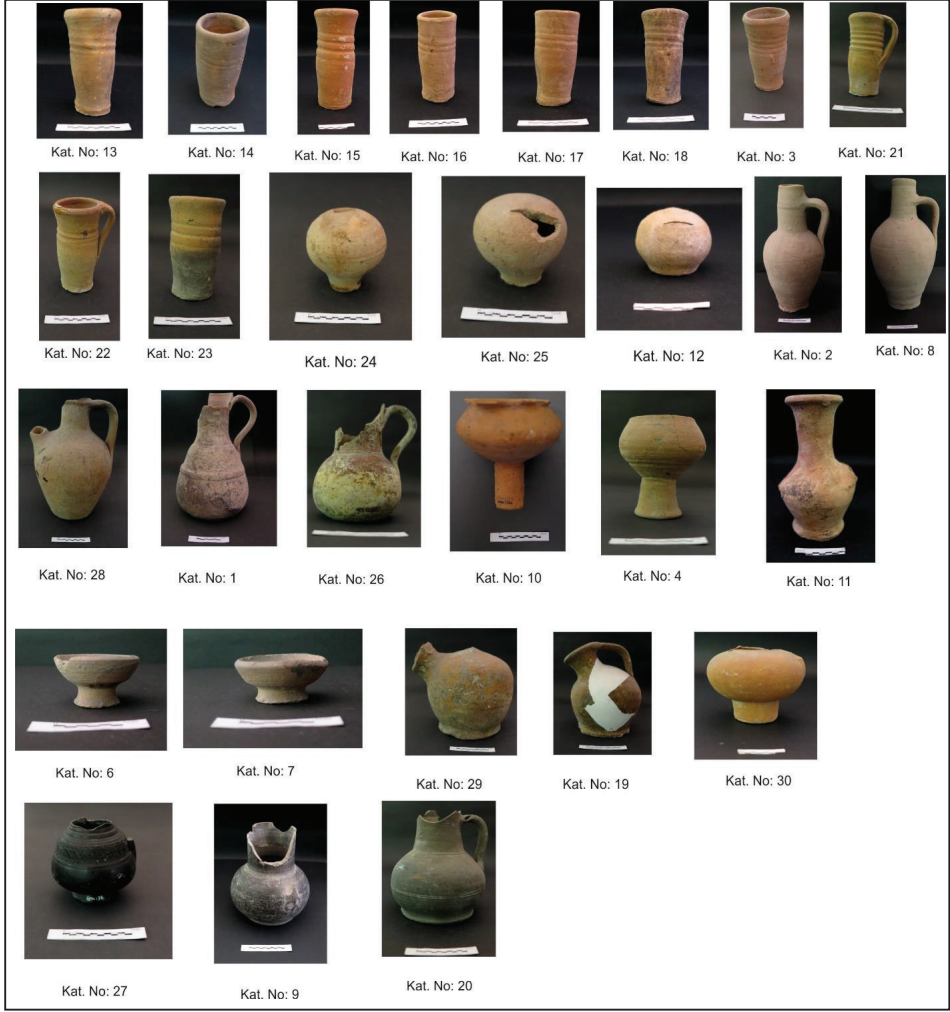 Kat. No: 13
Kat. No: 14
Kat. No: 15
Kat. No: 16
Kat. No: 17
Kat. No: 18
Kat. No: 3
Kat. No: 21
Kat. No: 22
Kat. No: 23
Kat. No: 24
Kat. No: 25
Kat. No: 12
Kat. No: 2
Kat. No: 8
Kat. No: 28
Kat. No: 1
Kat. No: 26
Kat. No: 10
Kat. No: 4
Kat. No: 11
Kat. No: 6
Kat. No: 7
Kat. No: 29
Kat. No: 19
Kat. No: 30
Kat. No: 27
Kat. No: 9
Kat. No: 20